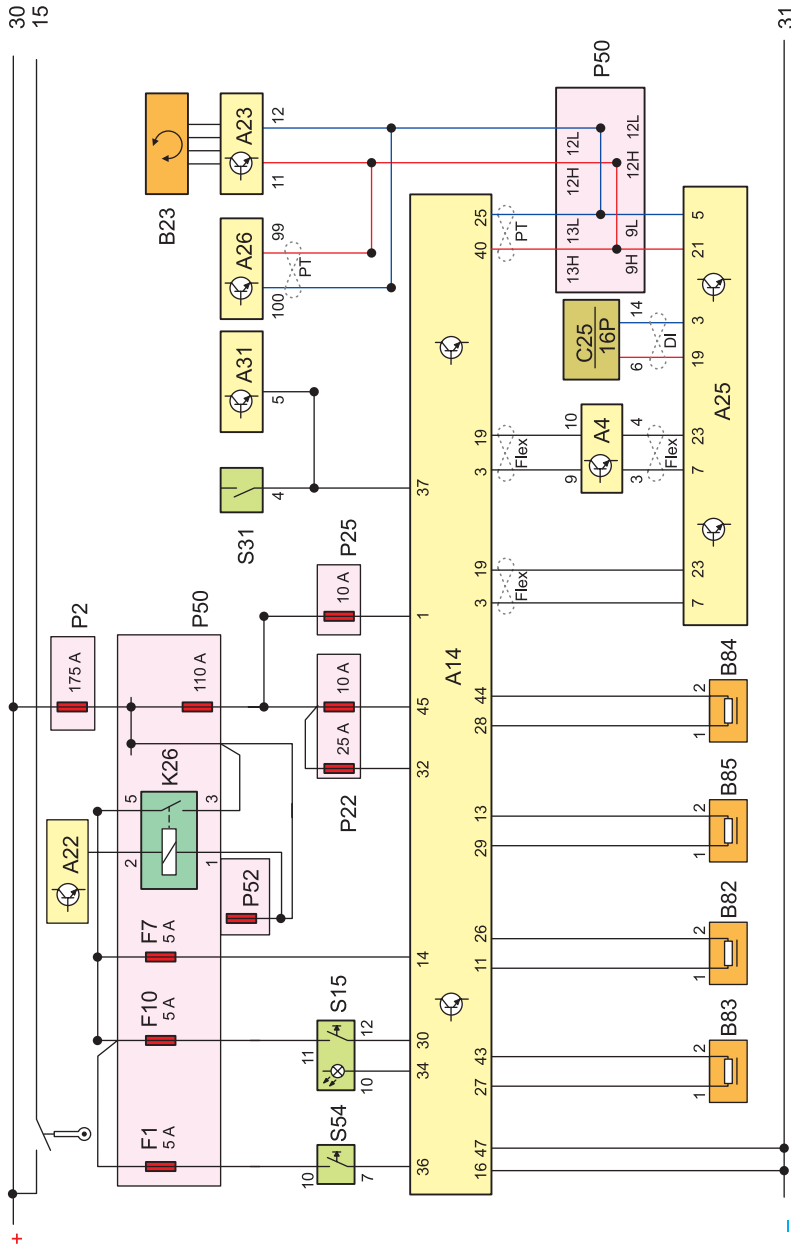 + 30
15
A22 175 A P2
2 5
F1 F10 F7 K26
5 A 5 A 5 A
110 A P50
1 3
P52
B23
A23
A26
A31
S31 4 5 100 99 11 12
PT
10 S54 7
11 S15 12
10
P22 25 A 10 A
10 A P25
36 34 30 14 32 45 1 37
A14
16 47 27 43 11 26 29 13 28 44 3 19 3 19 40 25
Flex Flex PT
9 10
A4
3 4
Flex
C25
16P
6 14
DI
13H 13L 12H 12L
9H 9L 12H 12L
P50
7 23 7 23 19 3 21 5
A25
1 2 B83
1 2 B82
1 2 B85
1 2 B84
– 31